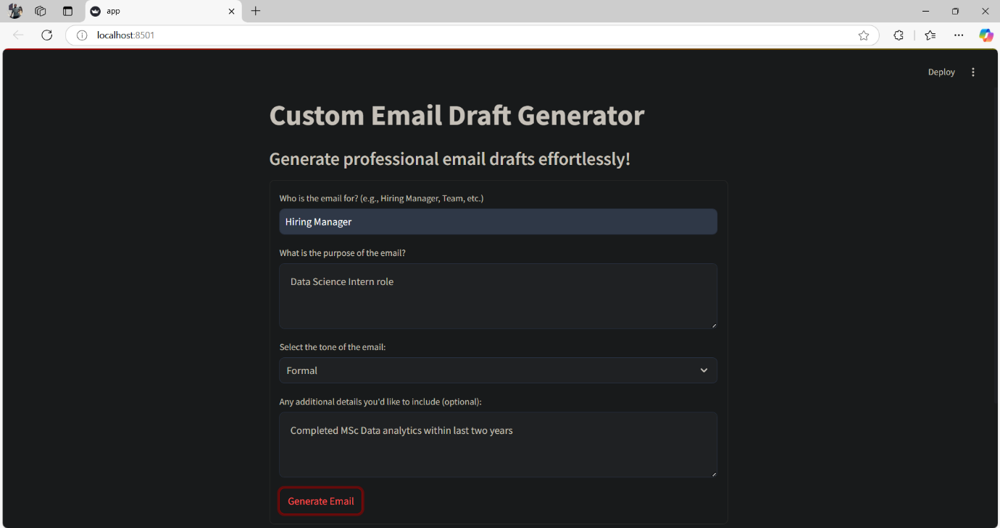 app
localhost:8501
Deploy
Custom Email Draft Generator
Generate professional email drafts effortlessly!
Who is the email for? (e.g., Hiring Manager, Team, etc.)
Hiring Manager
What is the purpose of the email?
Data Science Intern role
Select the tone of the email:
Formal
Any additional details you'd like to include (optional):
Completed MSc Data analytics within last two years
Generate Email